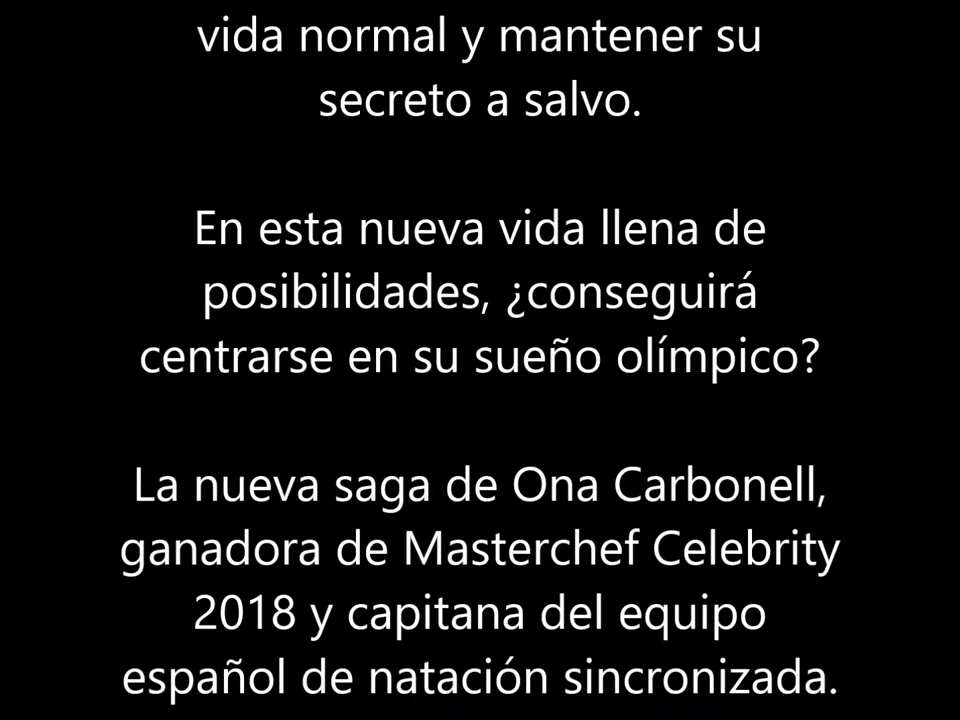 vida normal y mantener su
secreto a salvo.
En esta nueva vida llena de
posibilidades, ¿conseguirá
centrarse en su sueño olímpico?
La nueva saga de Ona Carbonell,
ganadora de Masterchef Celebrity
2018 y capitana del equipo
español de natación sincronizada.